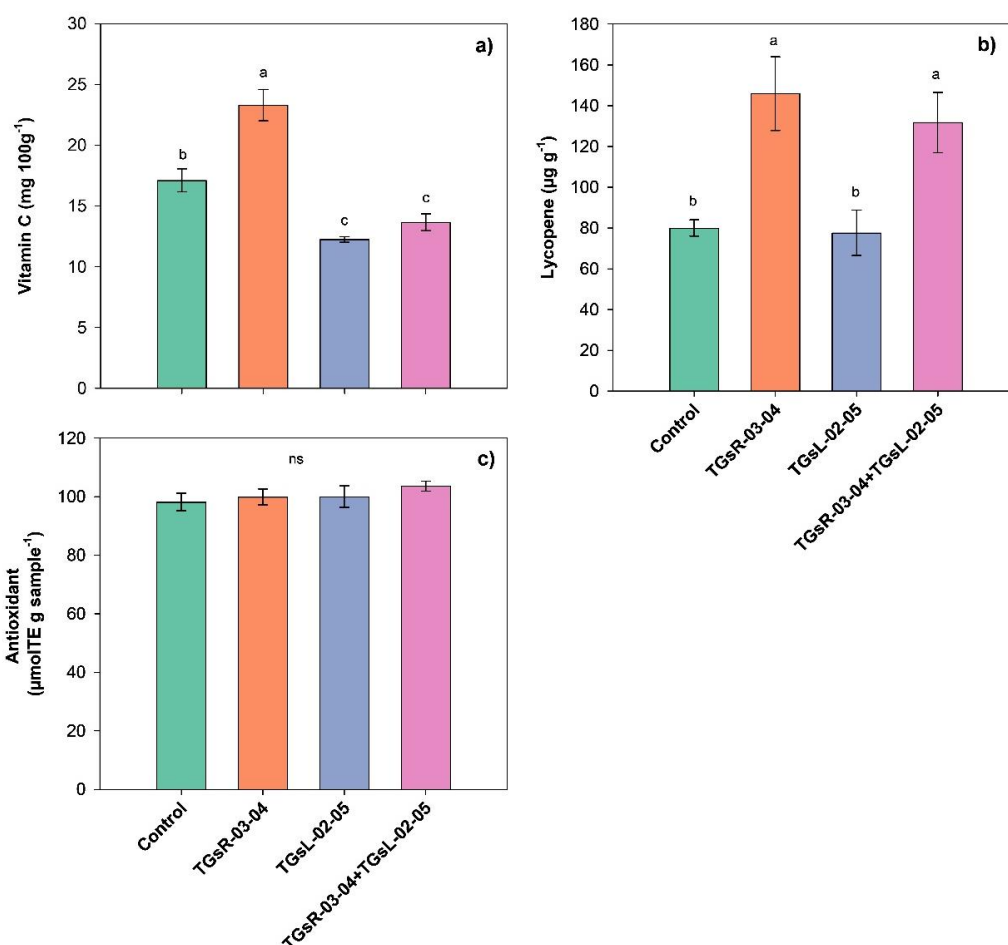 a)
Vitamin C (mg 100g⁻¹)
30
25
20
15
10
5
0
b
a
c
c
b)
Lycopene (µg g⁻¹)
180
160
140
120
100
80
60
40
20
0
b
a
b
a
Control
TGsR-03-04
TGsL-02-05
TGsR-03-04+TGsL-02-05
c)
ns
Antioxidant
(µmolTE g sample⁻¹)
120
100
80
60
40
20
0
Control
TGsR-03-04
TGsL-02-05
TGsR-03-04+TGsL-02-05